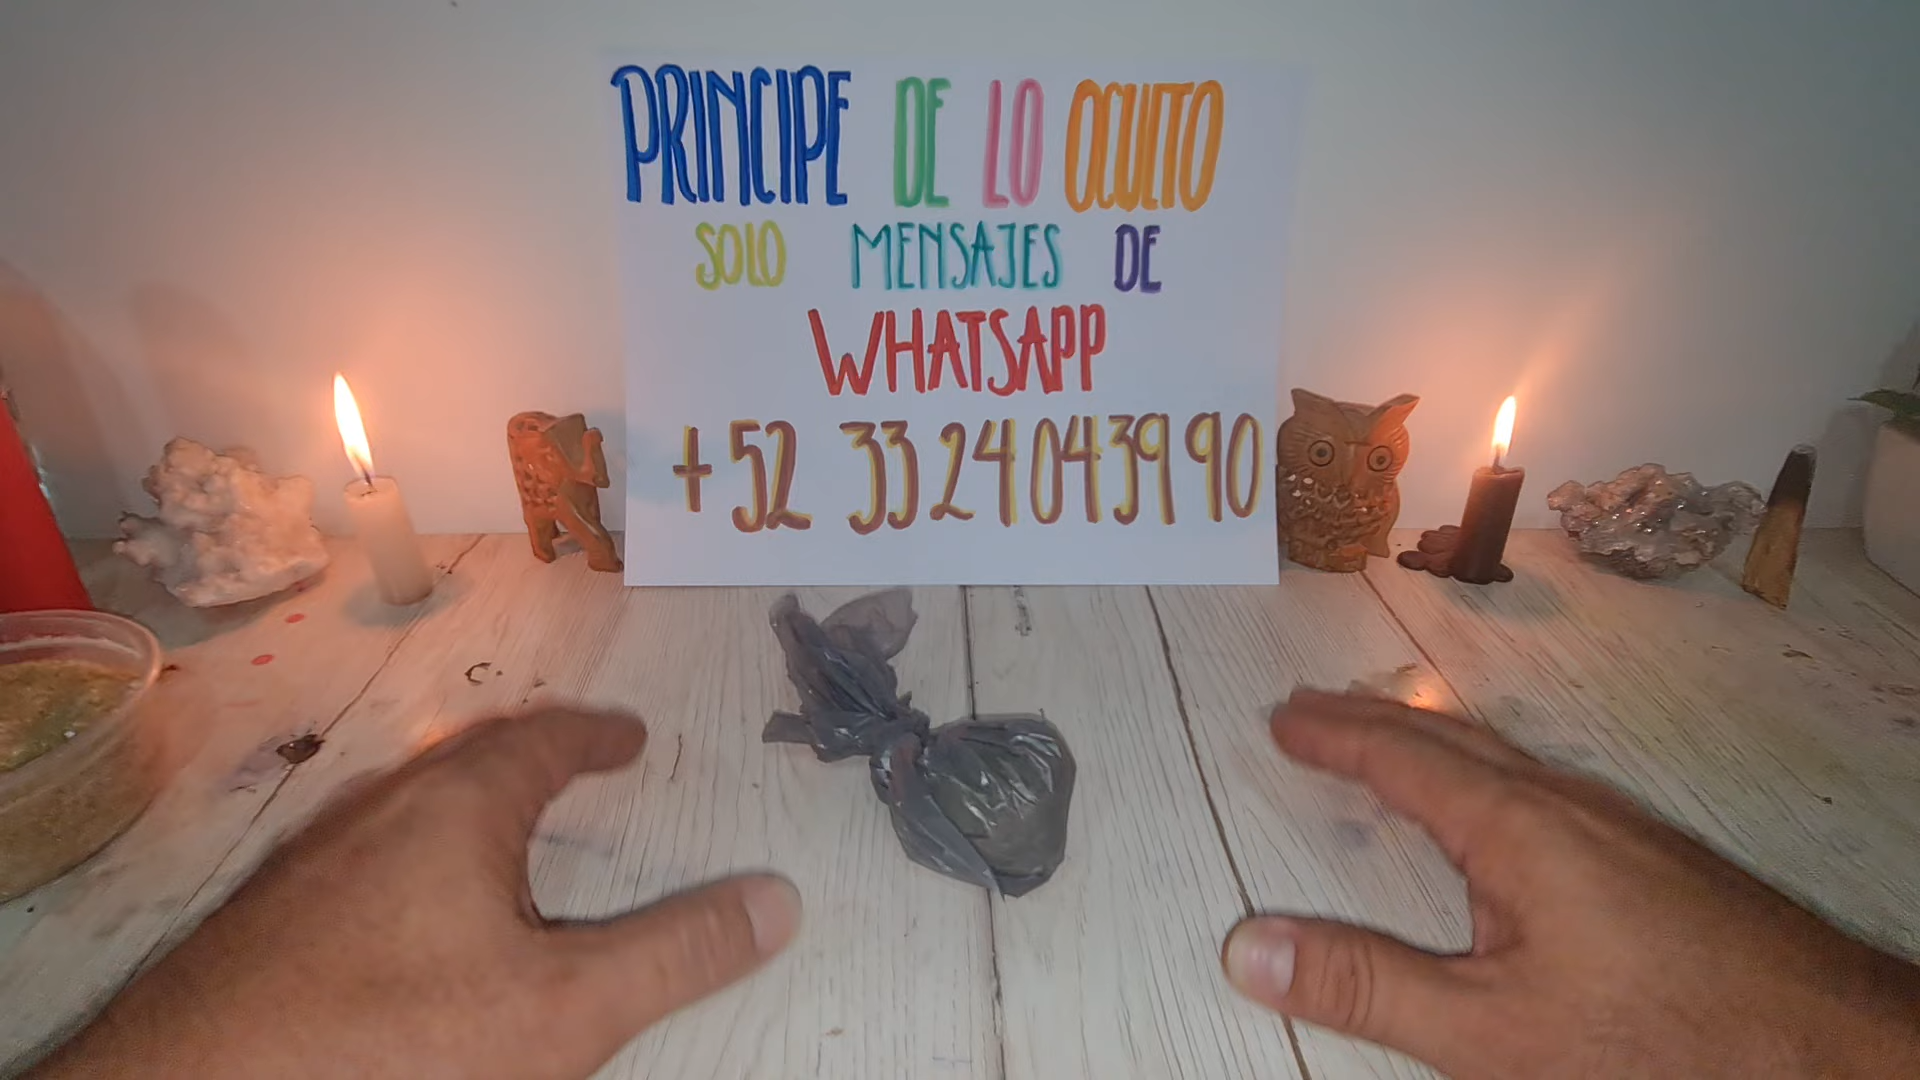 PRINCIPE DE LO OCULTO
SOLO MENSAJES DE
WHATSAPP
+52 33 24 04 39 90